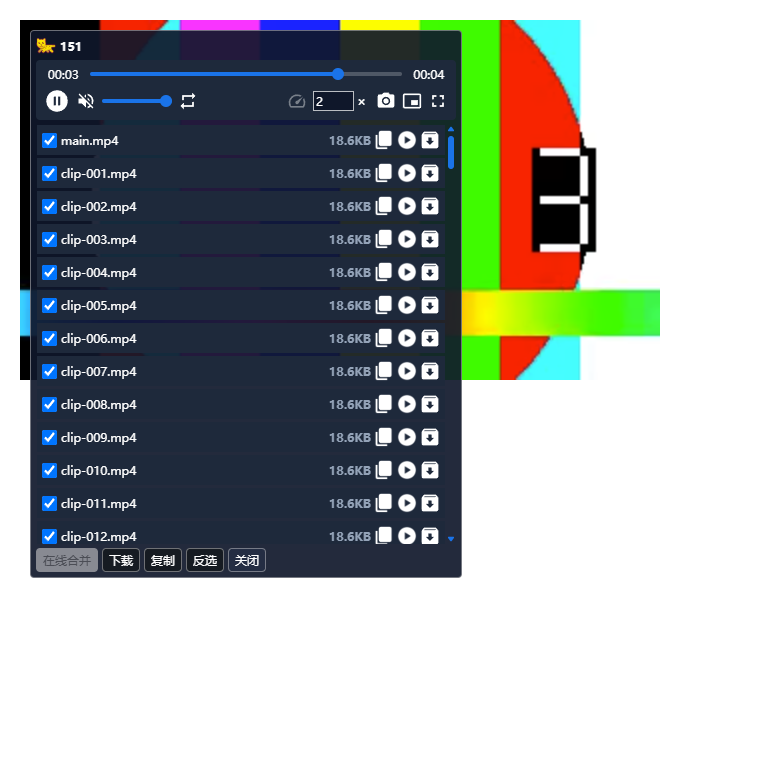 151
00:03 00:04
2 ×
main.mp4 18.6KB
clip-001.mp4 18.6KB
clip-002.mp4 18.6KB
clip-003.mp4 18.6KB
clip-004.mp4 18.6KB
clip-005.mp4 18.6KB
clip-006.mp4 18.6KB
clip-007.mp4 18.6KB
clip-008.mp4 18.6KB
clip-009.mp4 18.6KB
clip-010.mp4 18.6KB
clip-011.mp4 18.6KB
clip-012.mp4 18.6KB
在线合并 下载 复制 反选 关闭